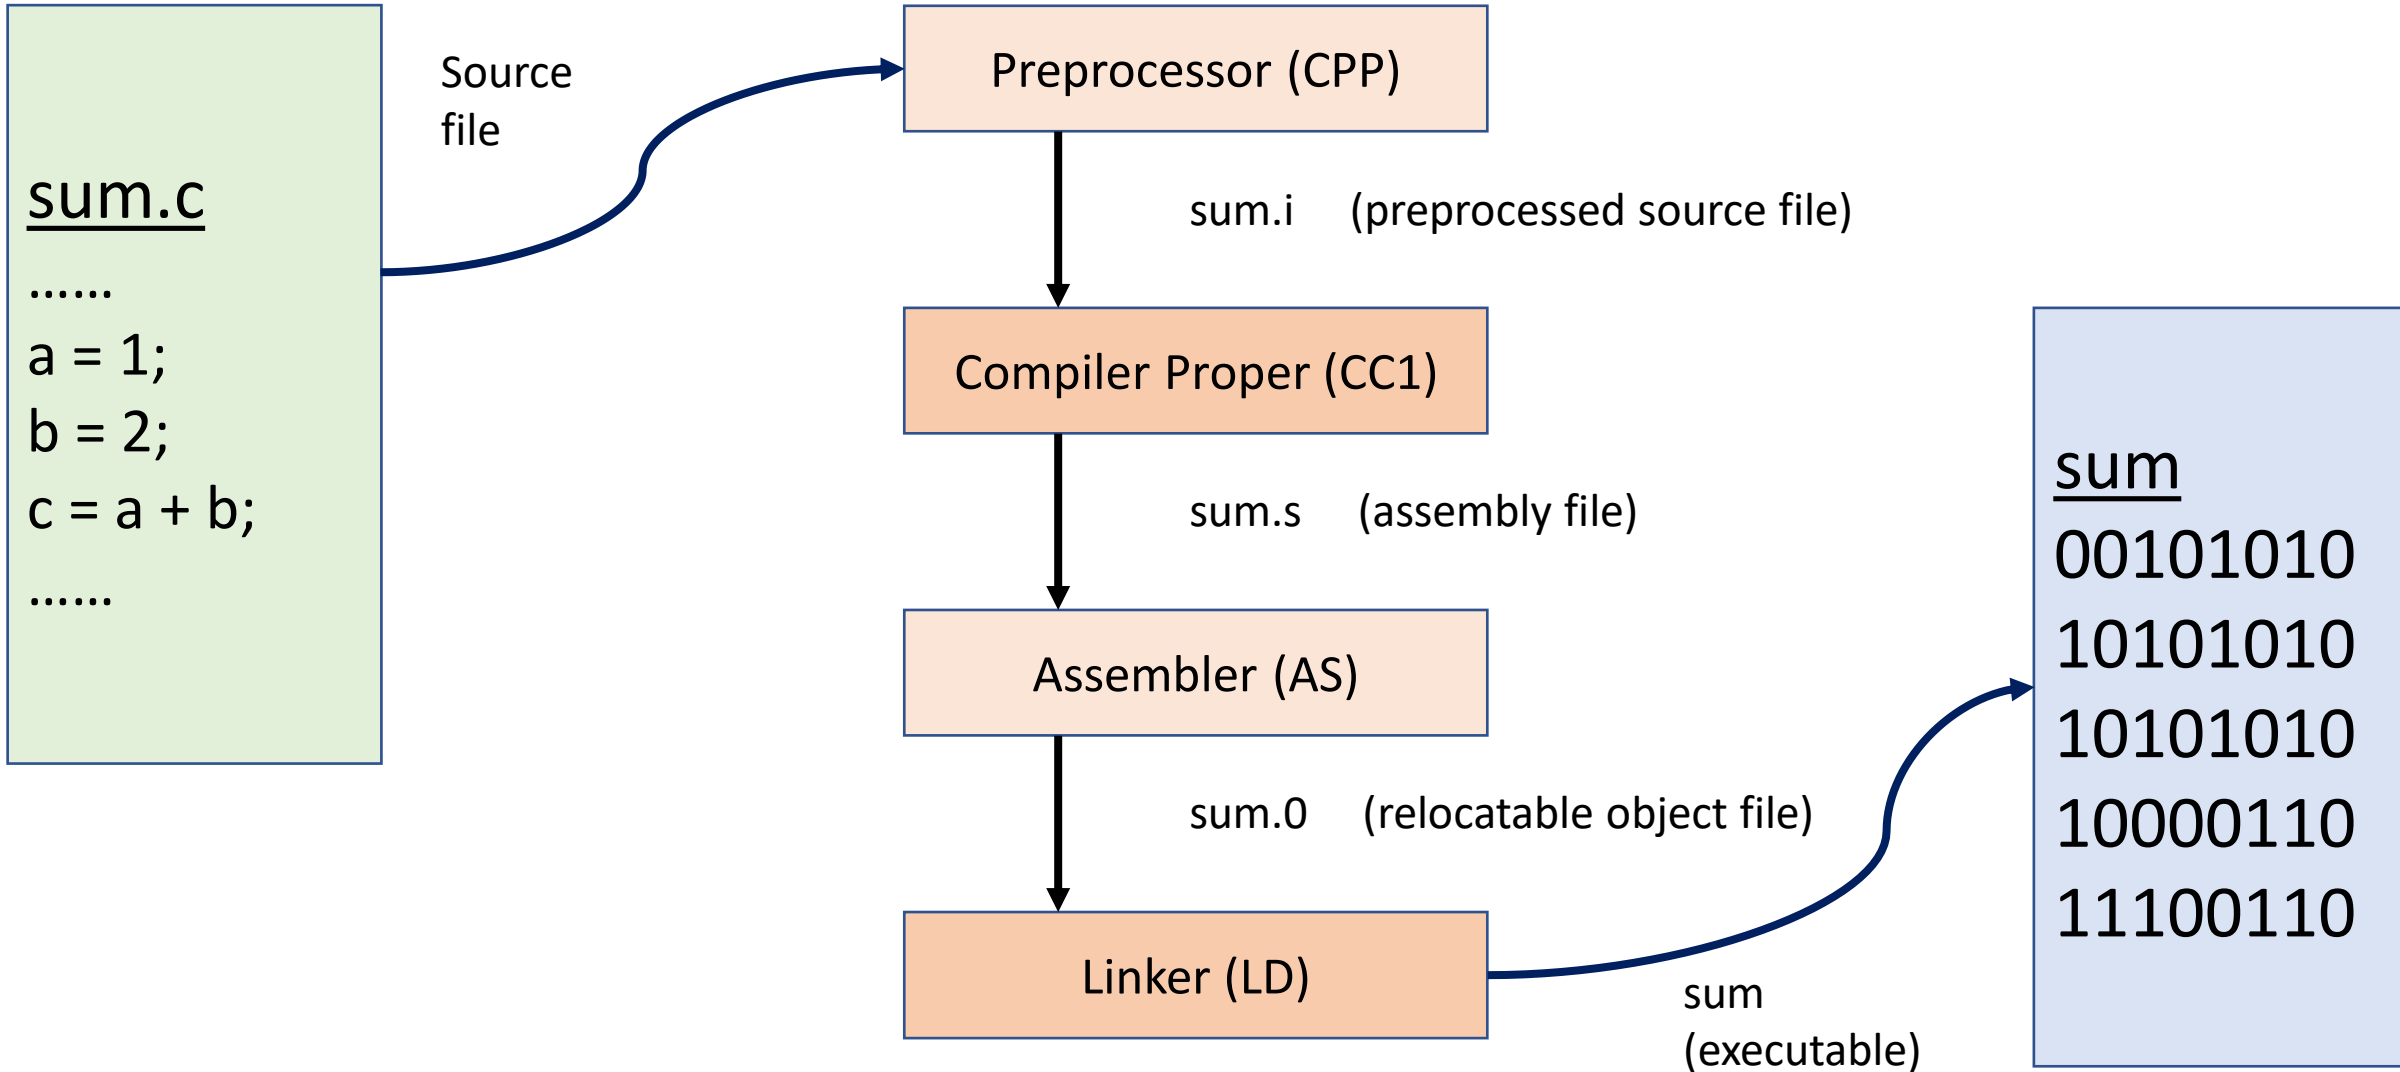 sum.c
......
a = 1;
b = 2;
c = a + b;
......
Source
file
Preprocessor (CPP)
sum.i (preprocessed source file)
Compiler Proper (CC1)
sum.s (assembly file)
Assembler (AS)
sum.0 (relocatable object file)
Linker (LD)
sum
(executable)
sum
00101010
10101010
10101010
10000110
11100110